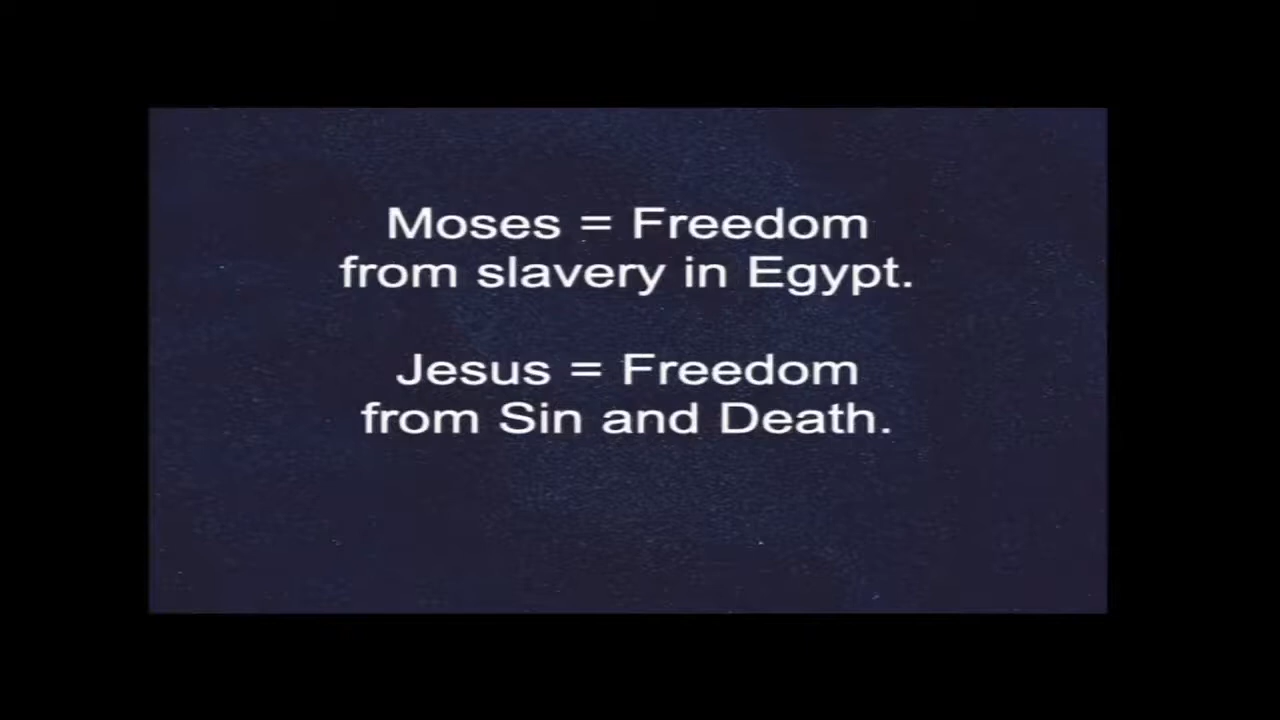 Moses = Freedom
from slavery in Egypt.
Jesus = Freedom
from Sin and Death.